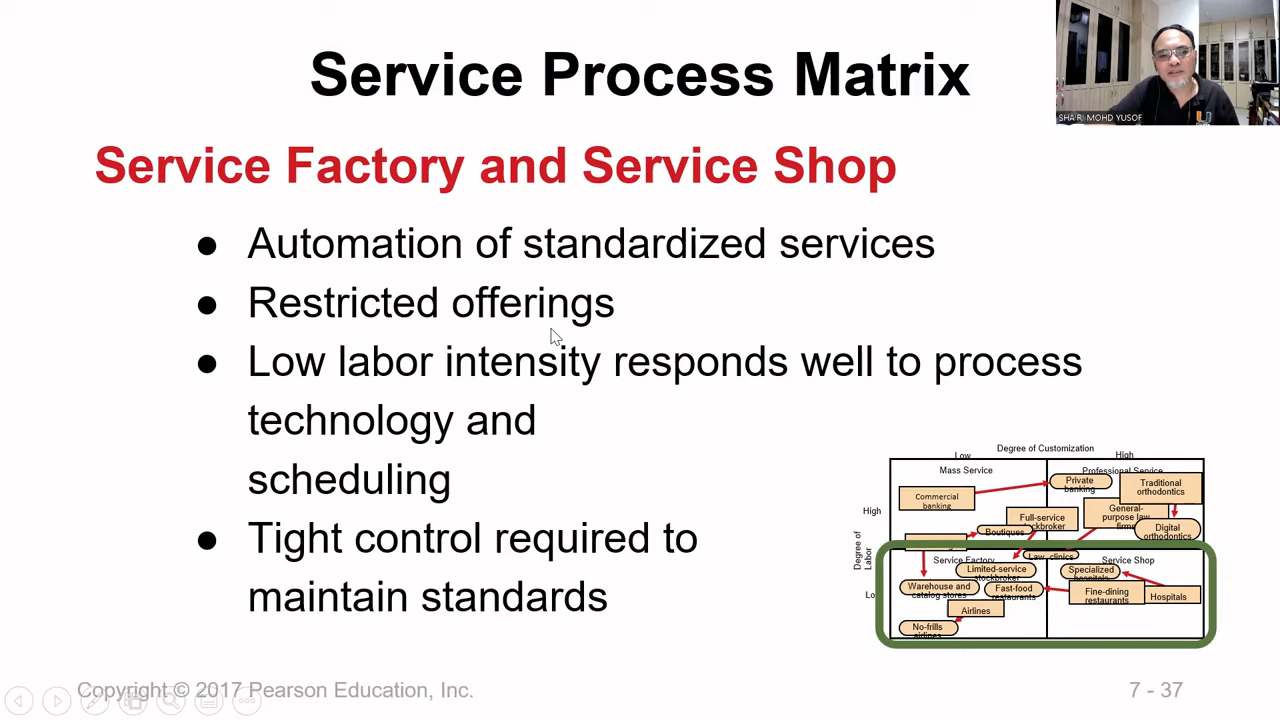 Service Process Matrix
SHA'RI MOHD YUSOF
Service Factory and Service Shop
● Automation of standardized services
● Restricted offerings
● Low labor intensity responds well to process
technology and
scheduling
● Tight control required to
maintain standards
Degree of Customization
Low
High
Mass Service
Professional Service
Private
banking
Traditional
orthodontics
Commercial
banking
High
General-
purpose law
firms
Full-service
stockbroker
Boutiques
Digital
orthodontics
Degree of
Labor
Law clinics
Service Factory
Service Shop
Limited-service
stockbroker
Specialized
hospitals
Warehouse and
catalog stores
Fast-food
restaurants
Fine-dining
restaurants
Hospitals
Airlines
No-frills
airlines
Copyright © 2017 Pearson Education, Inc.
7 - 37